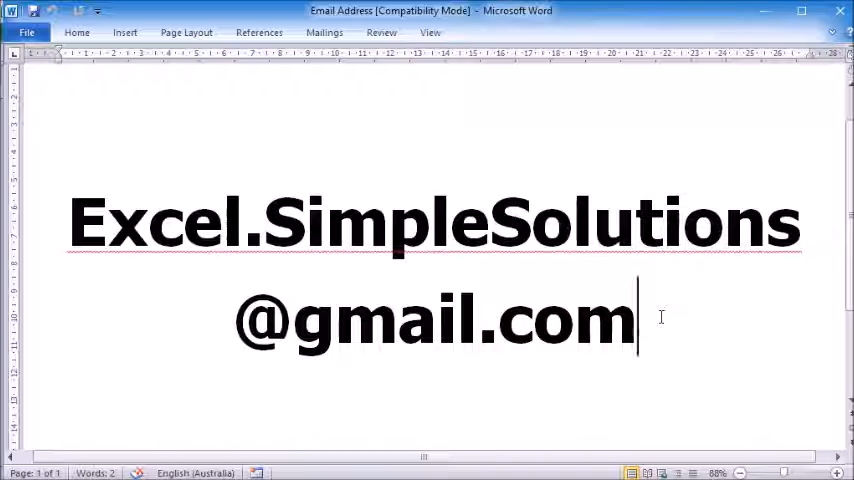 Email Address [Compatibility Mode] - Microsoft Word
File Home Insert Page Layout References Mailings Review View
Excel.SimpleSolutions
@gmail.com
Page: 1 of 1 Words: 2 English (Australia) 88%